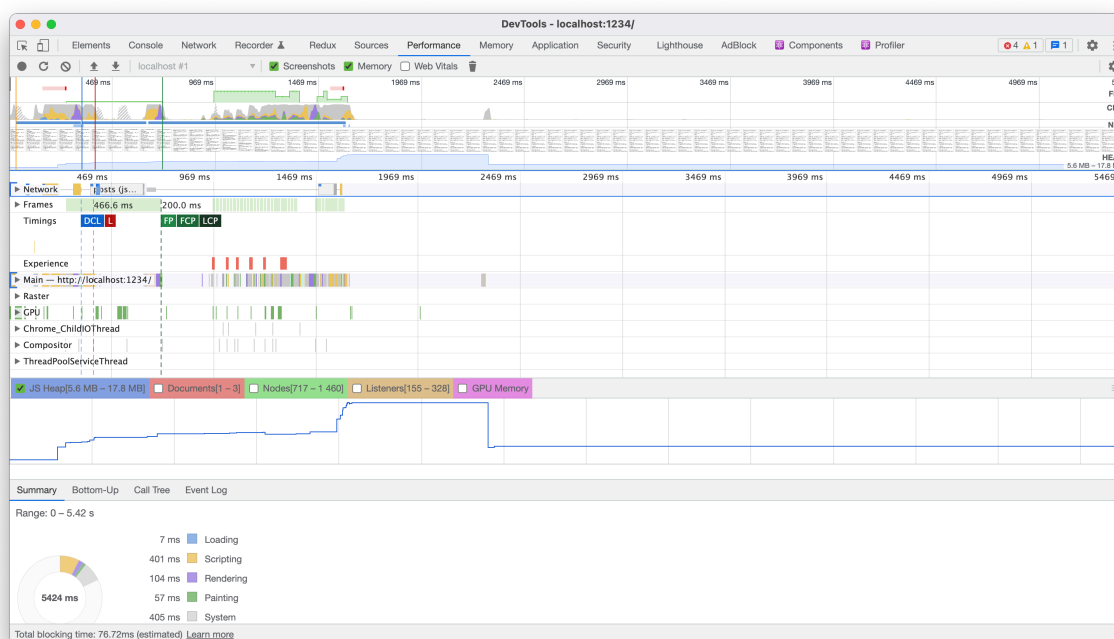 DevTools - localhost:1234/
Elements Console Network Recorder Redux Sources Performance Memory Application Security Lighthouse AdBlock Components Profiler 4 1 1
localhost #1 Screenshots Memory Web Vitals
469 ms 969 ms 1469 ms 1969 ms 2469 ms 2969 ms 3469 ms 3969 ms 4469 ms 4969 ms
HEA
5.6 MB – 17.8
469 ms 969 ms 1469 ms 1969 ms 2469 ms 2969 ms 3469 ms 3969 ms 4469 ms 4969 ms 5469
Network posts (js...
Frames 466.6 ms 200.0 ms
Timings DCL L FP FCP LCP
Experience
Main — http://localhost:1234/
Raster
GPU
Chrome_ChildIOThread
Compositor
ThreadPoolServiceThread
JS Heap[5.6 MB – 17.8 MB] Documents[1 – 3] Nodes[717 – 1 460] Listeners[155 – 328] GPU Memory
Summary Bottom-Up Call Tree Event Log
Range: 0 – 5.42 s
7 ms Loading
401 ms Scripting
104 ms Rendering
5424 ms
57 ms Painting
405 ms System
Total blocking time: 76.72ms (estimated) Learn more